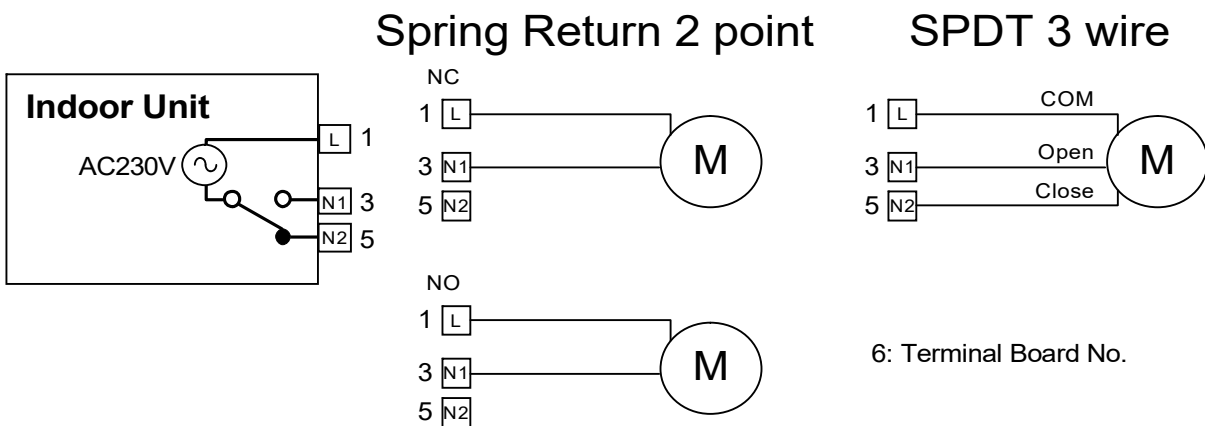 Spring Return 2 point
SPDT 3 wire
Indoor Unit
AC230V
L 1
N1 3
N2 5
NC
1 L
3 N1
5 N2
M
NO
1 L
3 N1
5 N2
M
1 L COM
3 N1 Open
5 N2 Close
M
6: Terminal Board No.